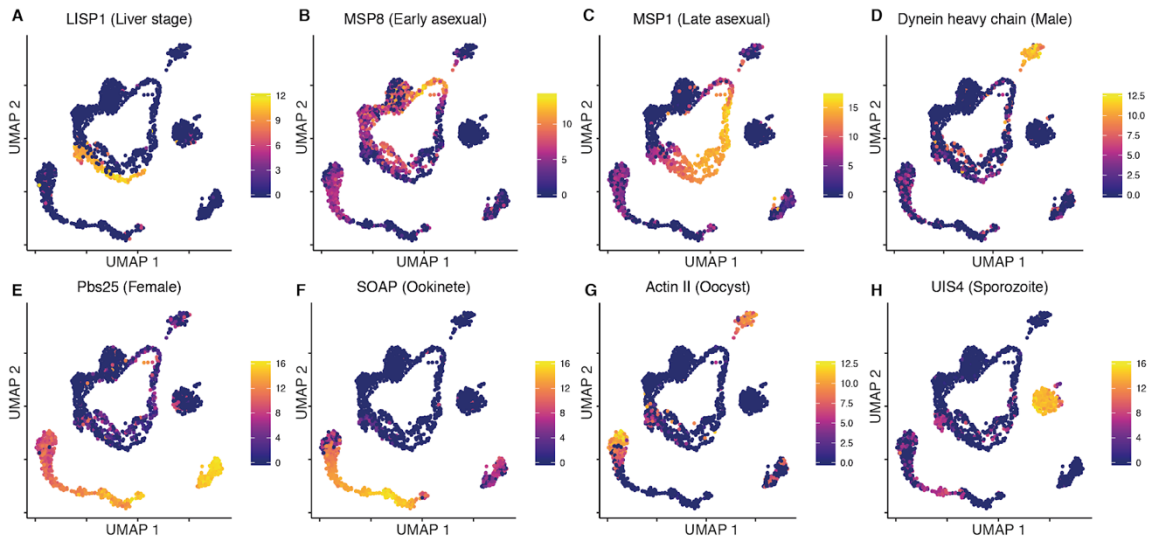 A LISP1 (Liver stage)
12
9
6
3
0
UMAP 2
UMAP 1
B MSP8 (Early asexual)
10
5
0
UMAP 2
UMAP 1
C MSP1 (Late asexual)
15
10
5
0
UMAP 2
UMAP 1
D Dynein heavy chain (Male)
12.5
10.0
7.5
5.0
2.5
0.0
UMAP 2
UMAP 1
E Pbs25 (Female)
16
12
8
4
0
UMAP 2
UMAP 1
F SOAP (Ookinete)
16
12
8
4
0
UMAP 2
UMAP 1
G Actin II (Oocyst)
12.5
10.0
7.5
5.0
2.5
0.0
UMAP 2
UMAP 1
H UIS4 (Sporozoite)
16
12
8
4
0
UMAP 2
UMAP 1